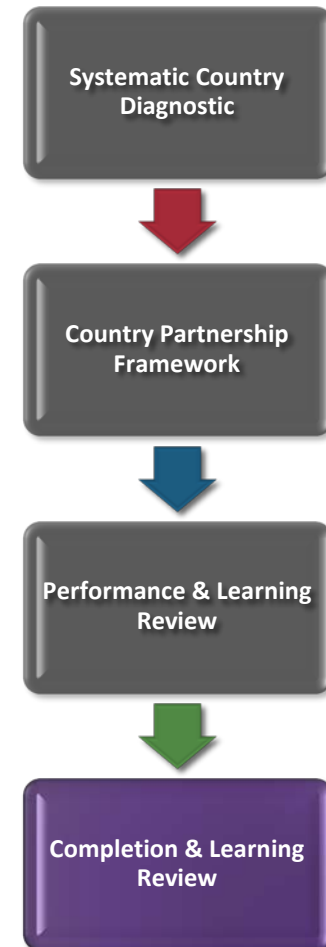 Systematic Country
Diagnostic
Country Partnership
Framework
Performance & Learning
Review
Completion & Learning
Review